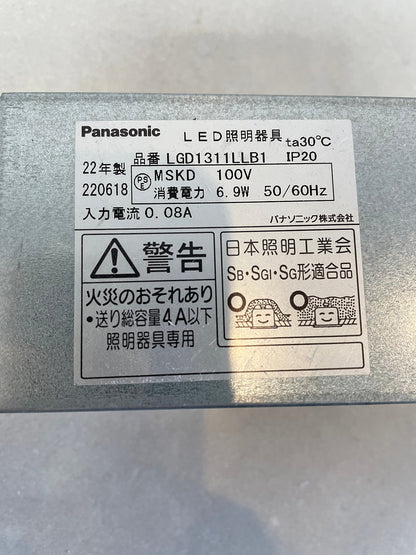 Panasonic LED照明器具 ta30℃
品番 LGD1311LLB1 IP20
22年製
220618
PS
E
MSKD 100V
消費電力 6.9W 50/60Hz
入力電流 0.08A
パナソニック株式会社
警告
火災のおそれあり
・送り総容量4A以下
照明器具専用
日本照明工業会
SB・SGI・SG形適合品